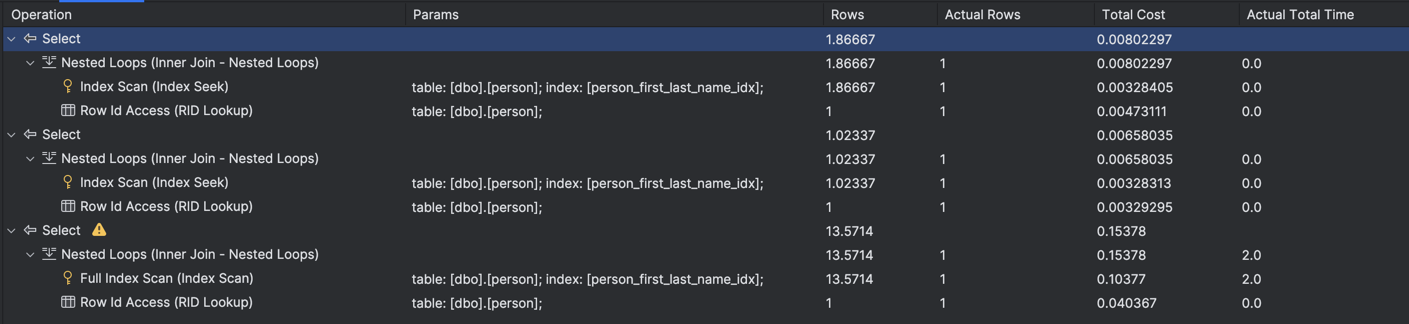 Operation Params Rows Actual Rows Total Cost Actual Total Time
Select 1.86667 0.00802297
Nested Loops (Inner Join - Nested Loops) 1.86667 1 0.00802297 0.0
Index Scan (Index Seek) table: [dbo].[person]; index: [person_first_last_name_idx]; 1.86667 1 0.00328405 0.0
Row Id Access (RID Lookup) table: [dbo].[person]; 1 1 0.00473111 0.0
Select 1.02337 0.00658035
Nested Loops (Inner Join - Nested Loops) 1.02337 1 0.00658035 0.0
Index Scan (Index Seek) table: [dbo].[person]; index: [person_first_last_name_idx]; 1.02337 1 0.00328313 0.0
Row Id Access (RID Lookup) table: [dbo].[person]; 1 1 0.00329295 0.0
Select 13.5714 0.15378
Nested Loops (Inner Join - Nested Loops) 13.5714 1 0.15378 2.0
Full Index Scan (Index Scan) table: [dbo].[person]; index: [person_first_last_name_idx]; 13.5714 1 0.10377 2.0
Row Id Access (RID Lookup) table: [dbo].[person]; 1 1 0.040367 0.0